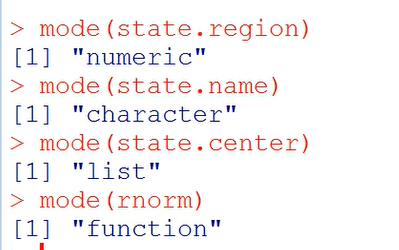 > mode(state.region)
[1] "numeric"
> mode(state.name)
[1] "character"
> mode(state.center)
[1] "list"
> mode(rnorm)
[1] "function"